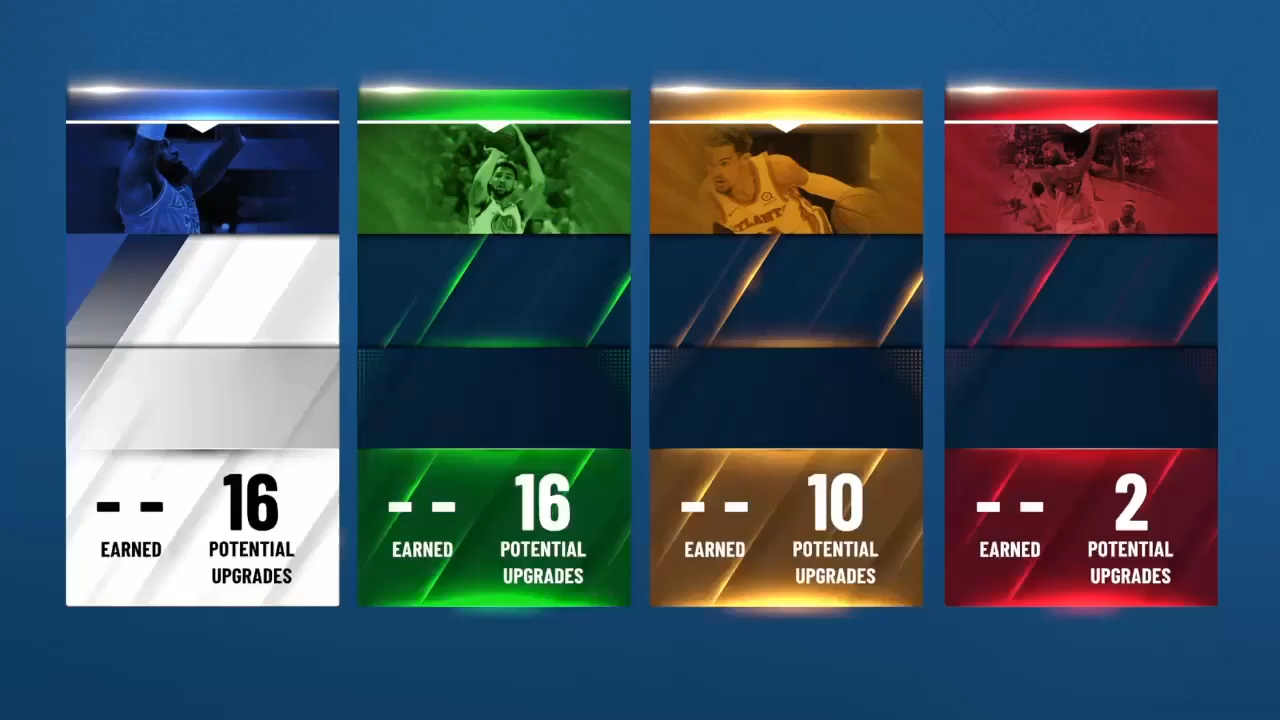 ATLANTA
-- 16
EARNED POTENTIAL
UPGRADES
-- 16
EARNED POTENTIAL
UPGRADES
-- 10
EARNED POTENTIAL
UPGRADES
-- 2
EARNED POTENTIAL
UPGRADES